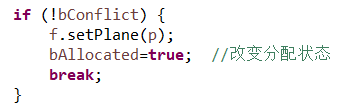 if (!bConflict) {
    f.setPlane(p);
    bAllocated=true;  //改变分配状态
    break;
}